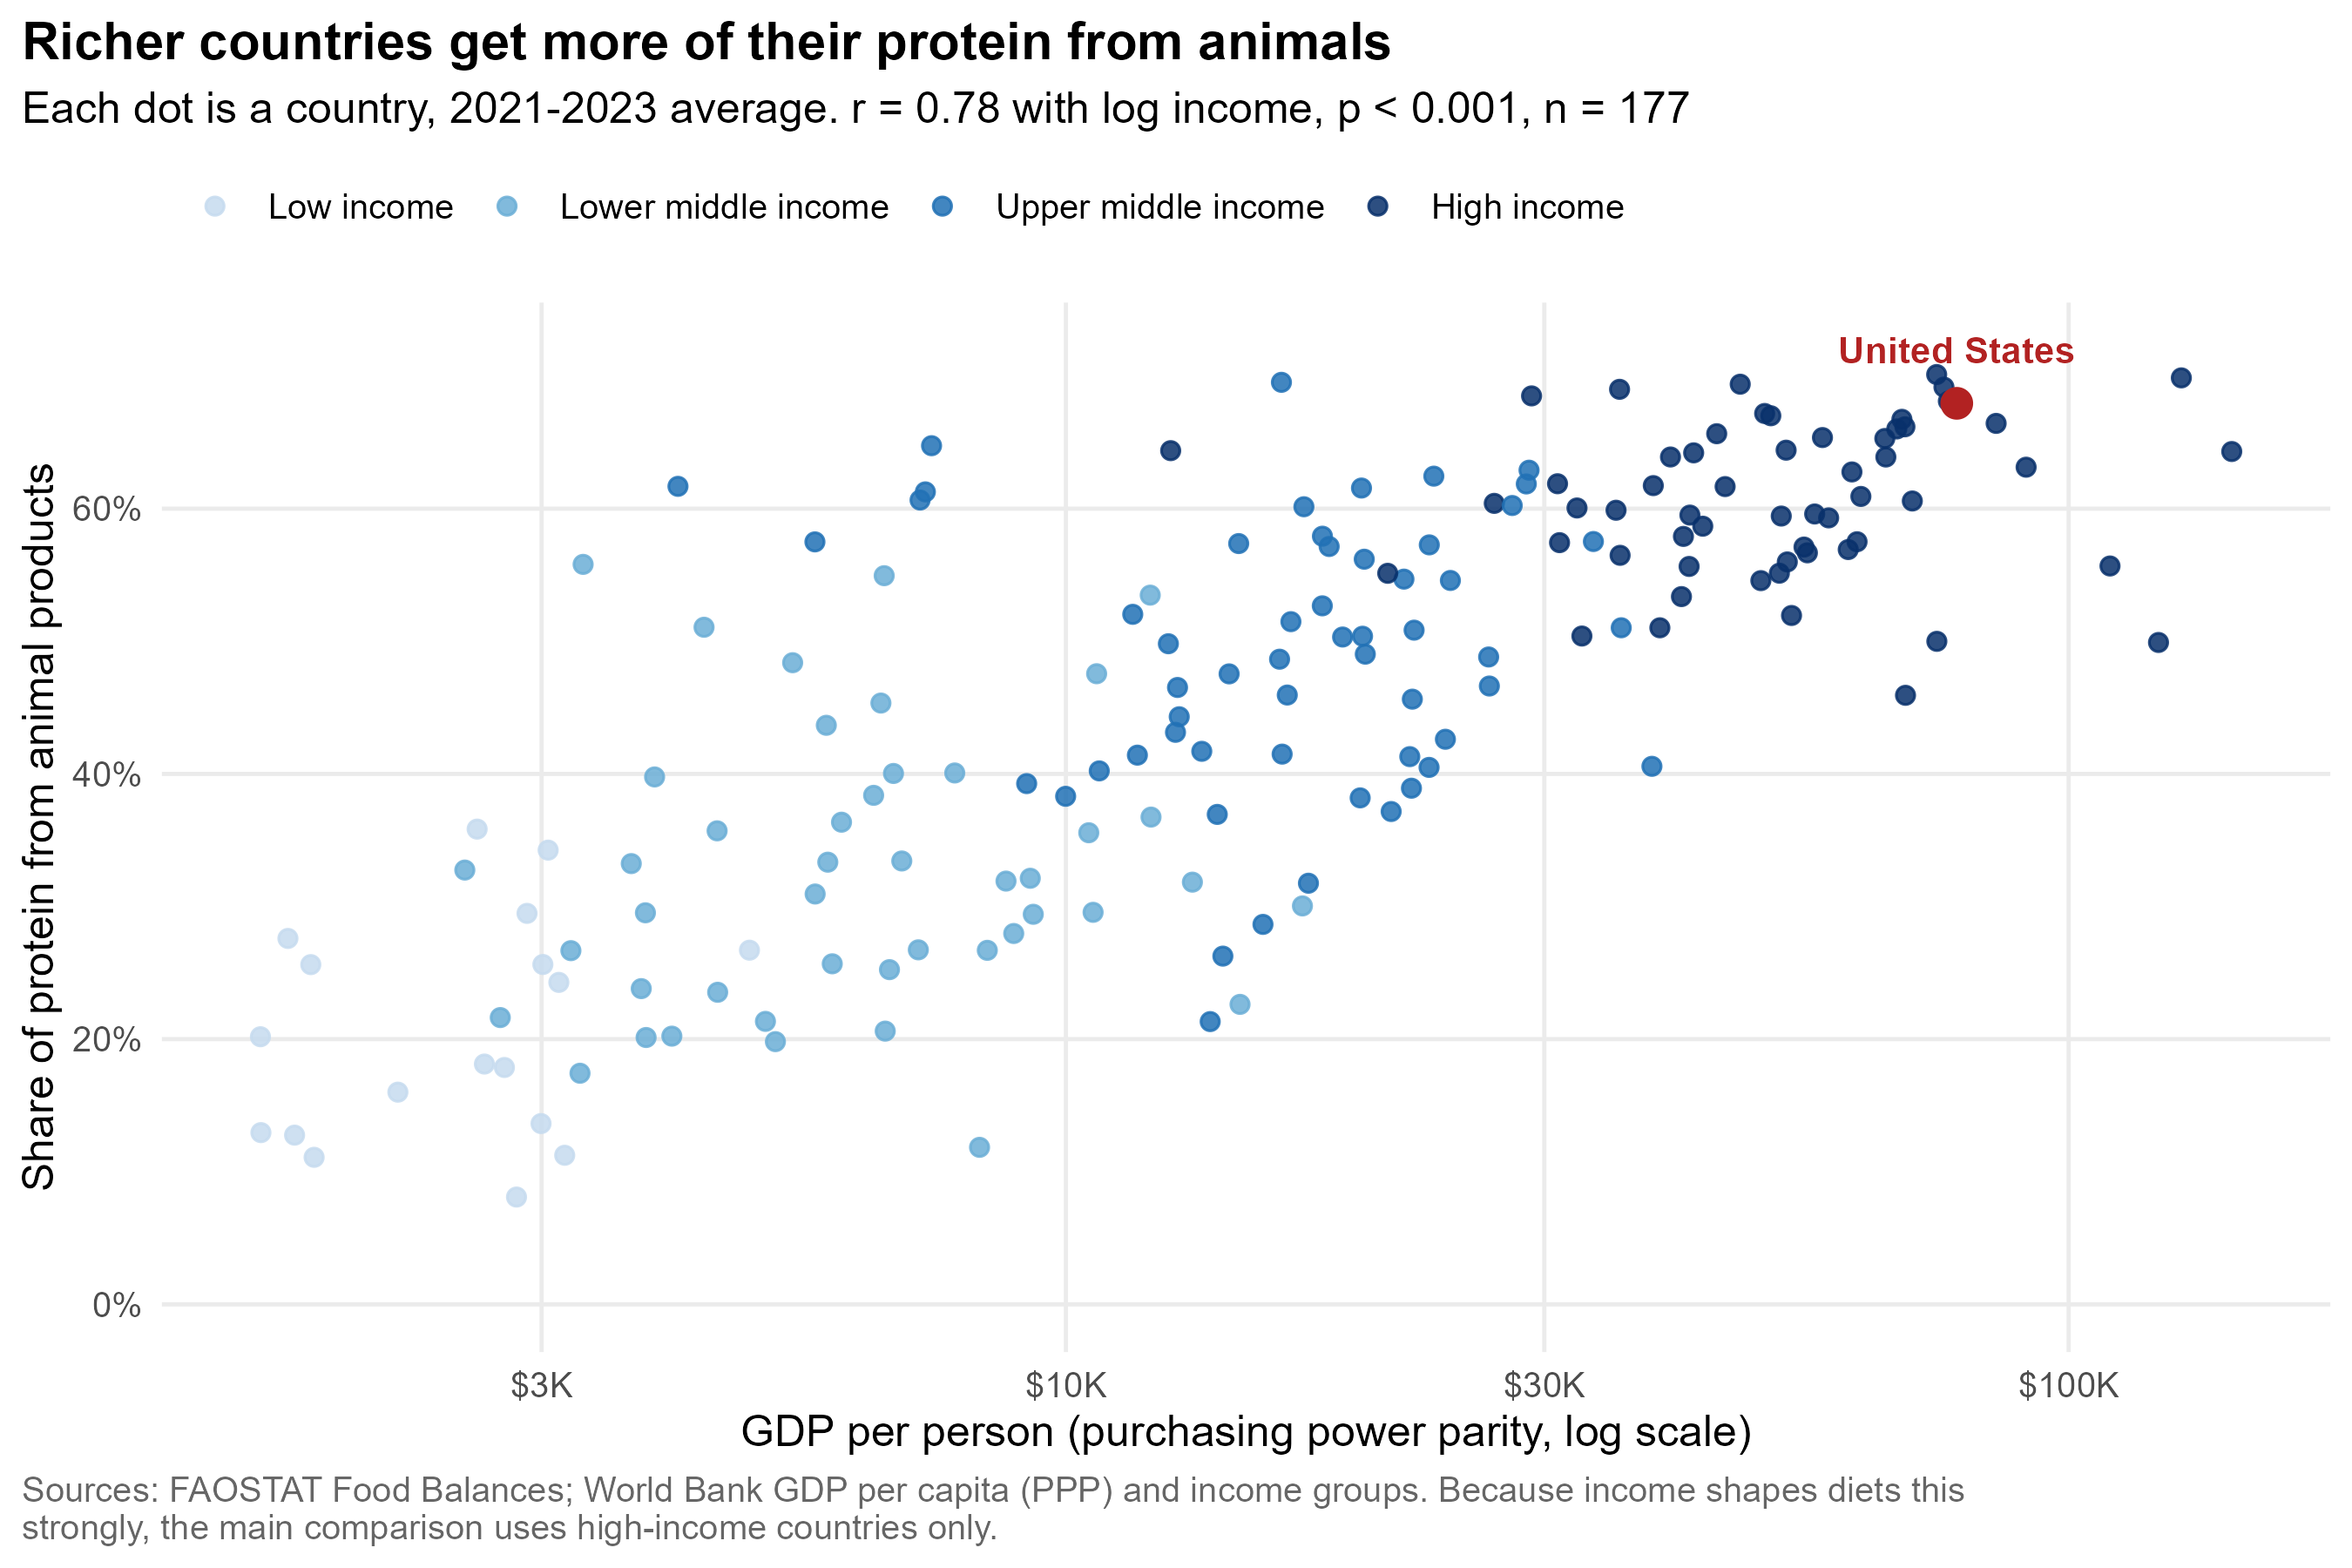 Richer countries get more of their protein from animals
Each dot is a country, 2021-2023 average. r = 0.78 with log income, p < 0.001, n = 177
Low income
Lower middle income
Upper middle income
High income
United States
Share of protein from animal products
60%
40%
20%
0%
$3K
$10K
$30K
$100K
GDP per person (purchasing power parity, log scale)
Sources: FAOSTAT Food Balances; World Bank GDP per capita (PPP) and income groups. Because income shapes diets this
strongly, the main comparison uses high-income countries only.